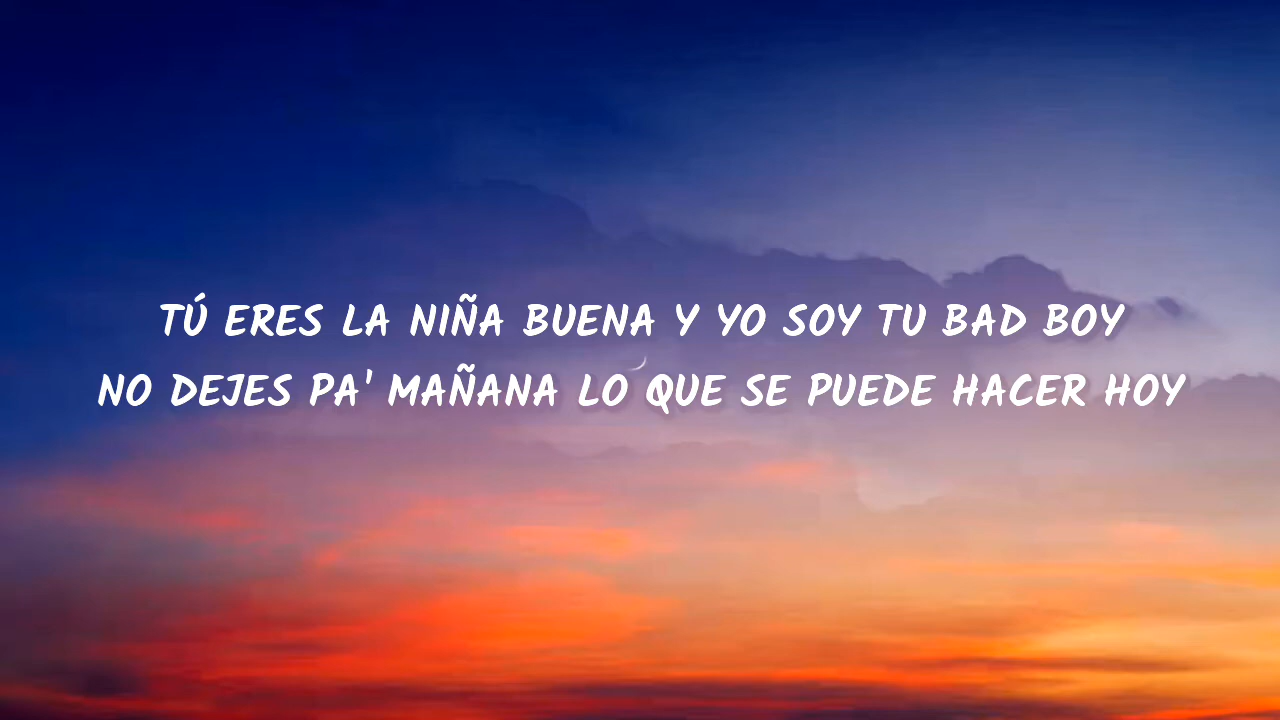 TÚ ERES LA NIÑA BUENA Y YO SOY TU BAD BOY
NO DEJES PA' MAÑANA LO QUE SE PUEDE HACER HOY